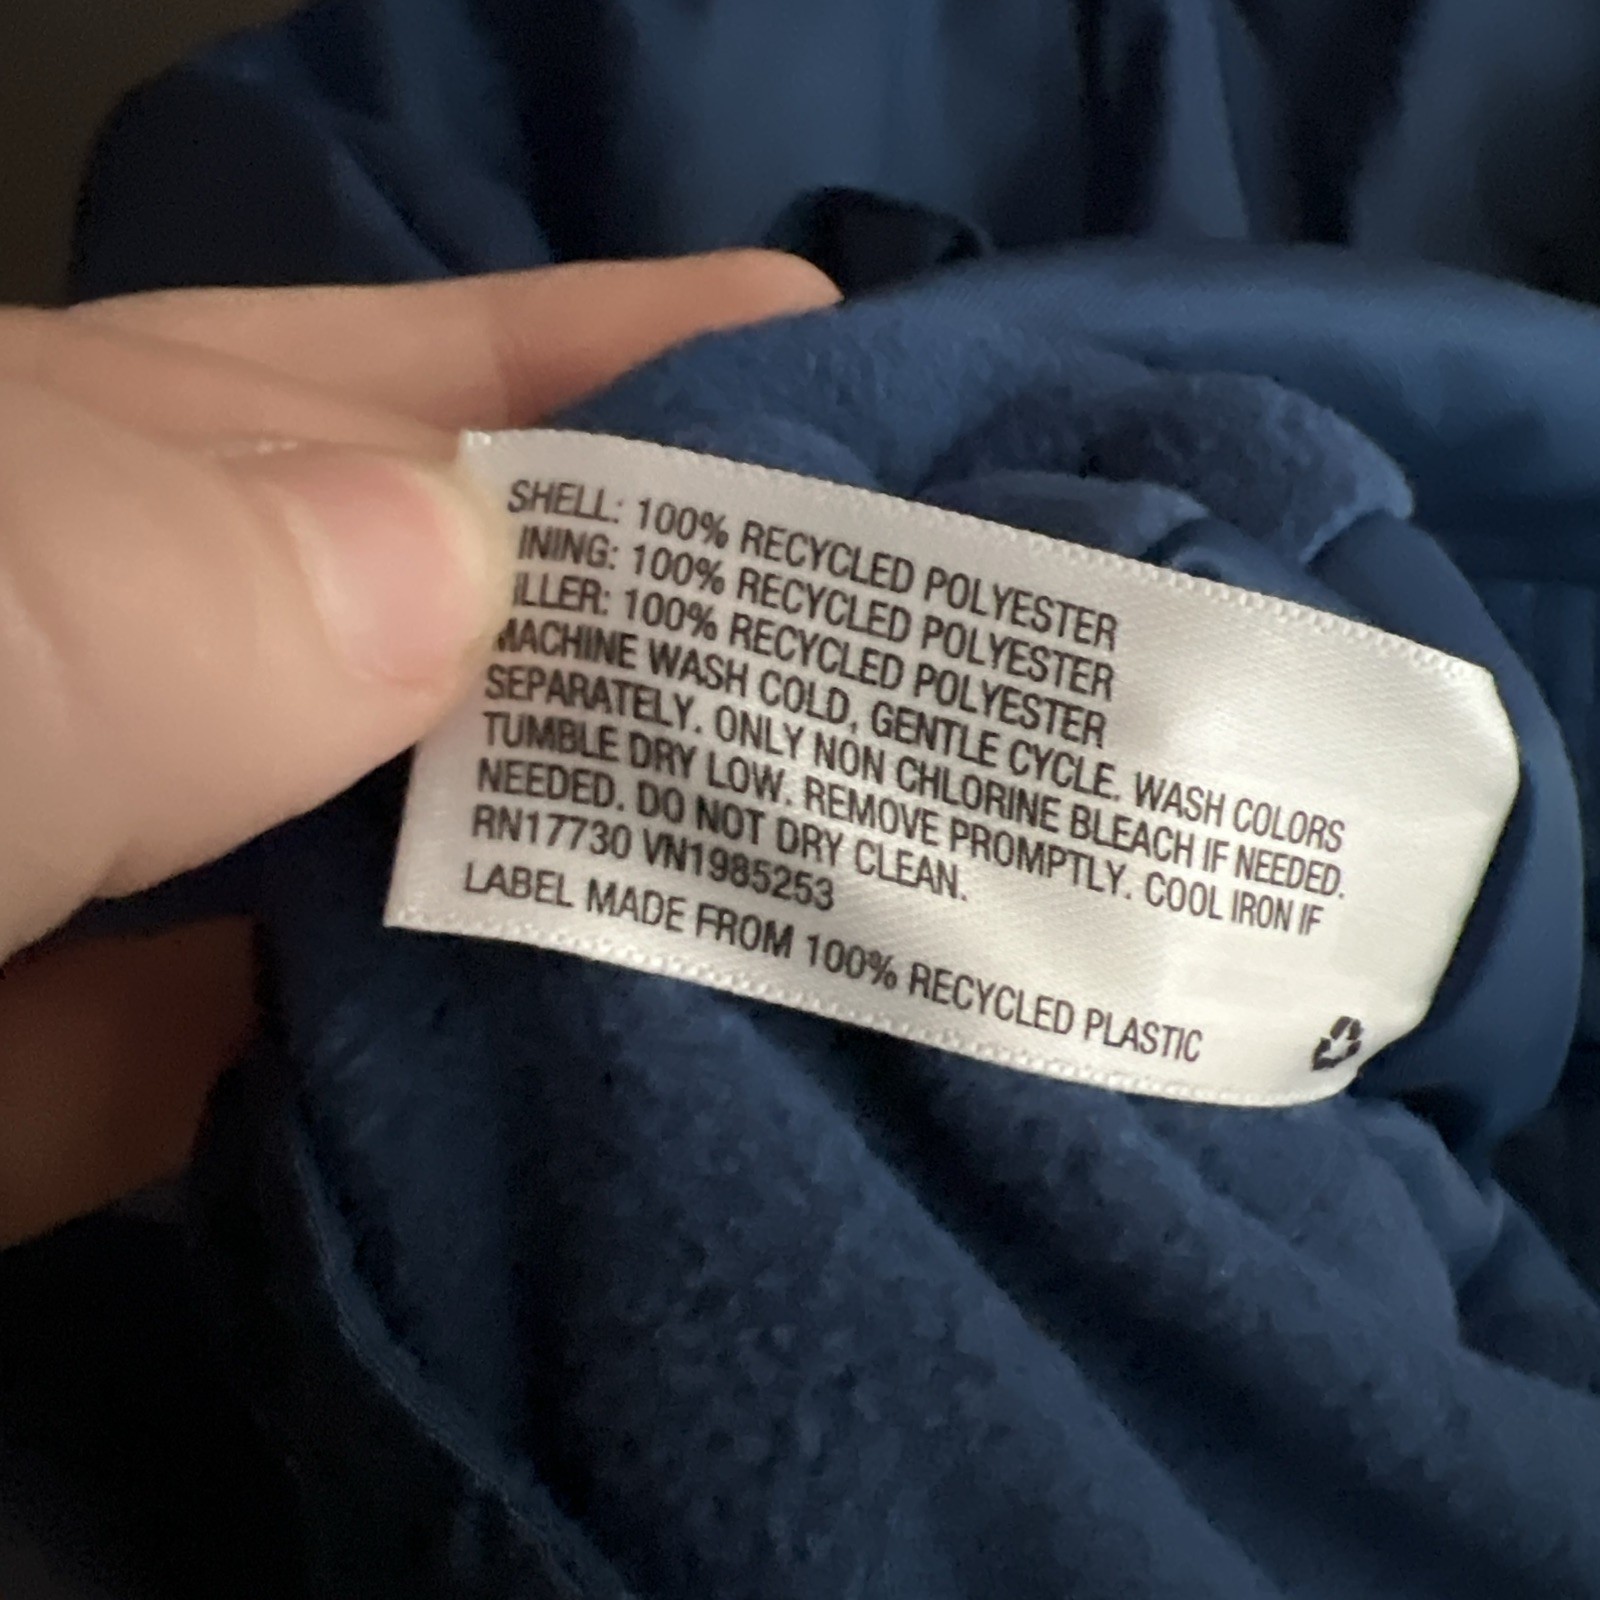 SHELL: 100% RECYCLED POLYESTER
INING: 100% RECYCLED POLYESTER
ILLER: 100% RECYCLED POLYESTER
MACHINE WASH COLD, GENTLE CYCLE. WASH COLORS
SEPARATELY. ONLY NON CHLORINE BLEACH IF NEEDED.
TUMBLE DRY LOW. REMOVE PROMPTLY. COOL IRON IF
NEEDED. DO NOT DRY CLEAN.
RN17730 VN1985253
LABEL MADE FROM 100% RECYCLED PLASTIC